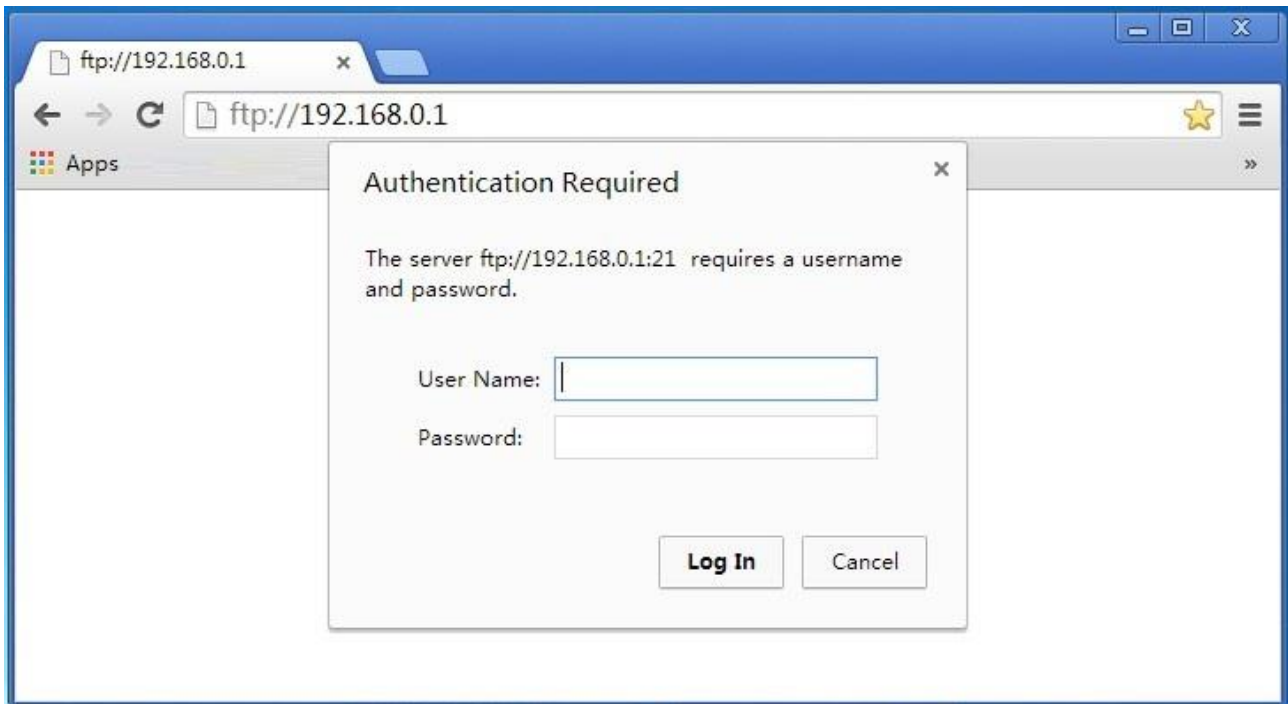 ftp://192.168.0.1
ftp://192.168.0.1
Apps
»
Authentication Required
The server ftp://192.168.0.1:21 requires a username
and password.
User Name:
Password:
Log In Cancel